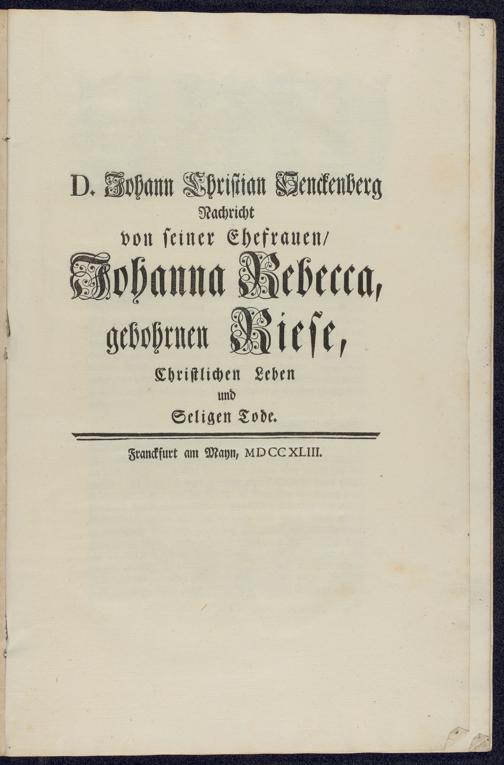 D. Johann Christian Senckenberg
Nachricht
von seiner Ehefrauen/
Johanna Rebecca,
gebohrnen Riese,
Christlichen Leben
und
Seligen Tode.
Franckfurt am Mayn, MDCCXLIII.